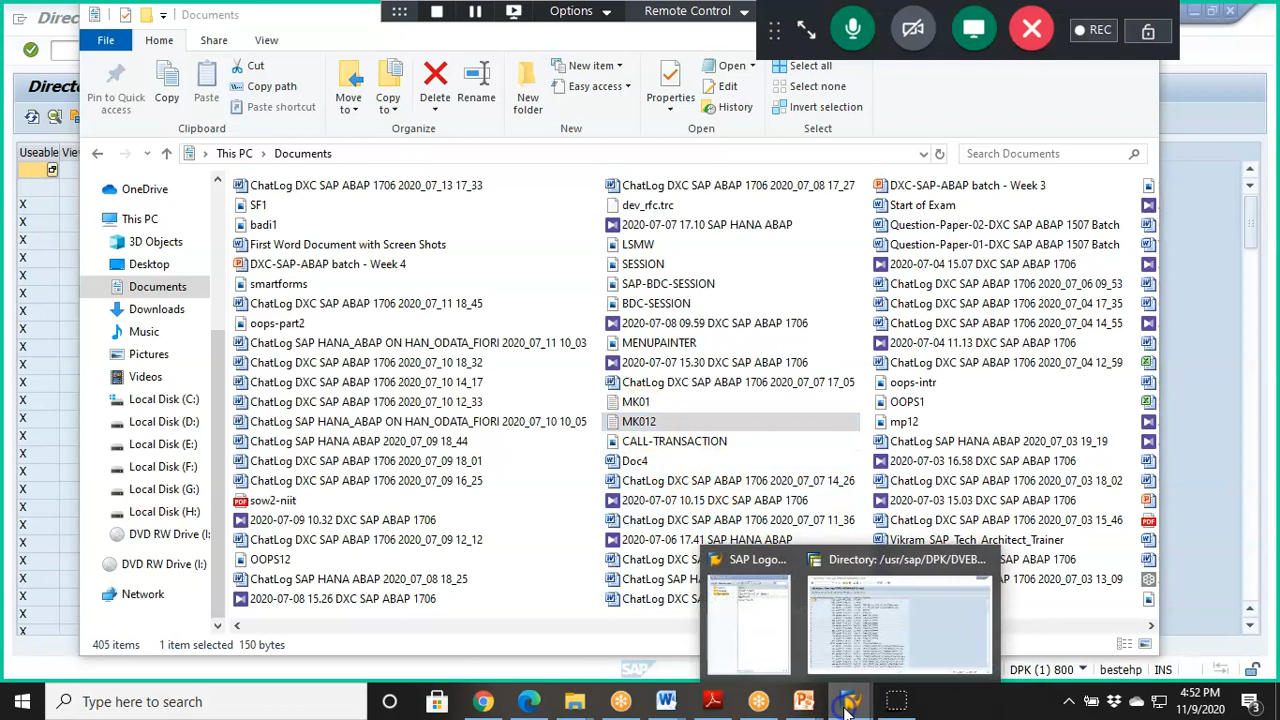 Documents
Options
Remote Control
REC
File
Home
Share
View
Directo
Pin to Quick access
Copy
Paste
Cut
Copy path
Paste shortcut
Clipboard
Move to
Copy to
Delete
Rename
Organize
New folder
New item
Easy access
New
Properties
Open
Edit
History
Open
Select all
Select none
Invert selection
Select
This PC > Documents
Search Documents
Useable Vie
OneDrive
This PC
3D Objects
Desktop
Documents
Downloads
Music
Pictures
Videos
Local Disk (C:)
Local Disk (D:)
Local Disk (E:)
Local Disk (F:)
Local Disk (G:)
Local Disk (H:)
DVD RW Drive (I:)
DVD RW Drive (I:)
Network
ChatLog DXC SAP ABAP 1706 2020_07_13 17_33
SF1
badi1
First Word Document with Screen Shots
DXC-SAP-ABAP batch - Week 4
smartforms
ChatLog DXC SAP ABAP 1706 2020_07_11 18_45
oops-part2
ChatLog SAP HANA_ABAP ON HAN_ODATA_FIORI 2020_07_11 10_03
ChatLog DXC SAP ABAP 1706 2020_07_10 18_32
ChatLog DXC SAP ABAP 1706 2020_07_10 14_17
ChatLog DXC SAP ABAP 1706 2020_07_10 12_33
ChatLog SAP HANA_ABAP ON HAN_ODATA_FIORI 2020_07_10 10_05
ChatLog DXC SAP ABAP 1706 2020_07_09 18_44
ChatLog DXC SAP ABAP 1706 2020_07_09 18_01
ChatLog DXC SAP ABAP 1706 2020_07_09 16_25
sow2-niit
2020-07-09 10.32 DXC SAP ABAP 1706
ChatLog DXC SAP ABAP 1706 2020_07_09 12_12
OOPS12
ChatLog DXC SAP ABAP 1706 2020_07_08 18_25
2020-07-08 15.26 DXC SAP ABAP 1706
ChatLog DXC SAP ABAP 1706 2020_07_08 17_27
dev_rfc.trc
2020-07-07 17.10 SAP HANA ABAP
LSMW
SESSION
SAP-BDC-SESSION
BDC-SESSION
2020-07-08 09.59 DXC SAP ABAP 1706
MENUPAINTER
2020-07-07 15.30 DXC SAP ABAP 1706
ChatLog DXC SAP ABAP 1706 2020_07_07 17_05
MK01
MK012
CALL-TRANSACTION
Doc4
ChatLog DXC SAP ABAP 1706 2020_07_07 14_26
2020-07-07 10.15 DXC SAP ABAP 1706
ChatLog DXC SAP ABAP 1706 2020_07_07 11_36
2020-07-06 17.41 SAP HANA ABAP
ChatL
ChatL
ChatL
DXC-SAP-ABAP batch - Week 3
Start of Exam
Question-Paper-02-DXC SAP ABAP 1507 Batch
Question-Paper-01-DXC SAP ABAP 1507 Batch
2020-07-04 15.07 DXC SAP ABAP 1706
ChatLog DXC SAP ABAP 1706 2020_07_06 09_53
ChatLog DXC SAP ABAP 1706 2020_07_04 17_35
ChatLog DXC SAP ABAP 1706 2020_07_04 14_55
2020-07-04 11.13 DXC SAP ABAP 1706
ChatLog DXC SAP ABAP 1706 2020_07_04 12_59
oops-intr
OOPS1
mp12
ChatLog SAP HANA ABAP 2020_07_03 19_19
2020-07-03 16.58 DXC SAP ABAP 1706
ChatLog DXC SAP ABAP 1706 2020_07_03 18_02
2020-07-03 15.03 DXC SAP ABAP 1706
ChatLog DXC SAP ABAP 1706 2020_07_03 15_46
Vikram_SAP_Tech_Architect_Trainer
1706
1706 2020_07_03 13_09
1706
SAP Logo...
Directory: /usr/sap/DPK/DVEB...
405 items
item selected 150 bytes
DPK (1) 800
bestehp
INS
Type here to search
4:52 PM
11/9/2020
3